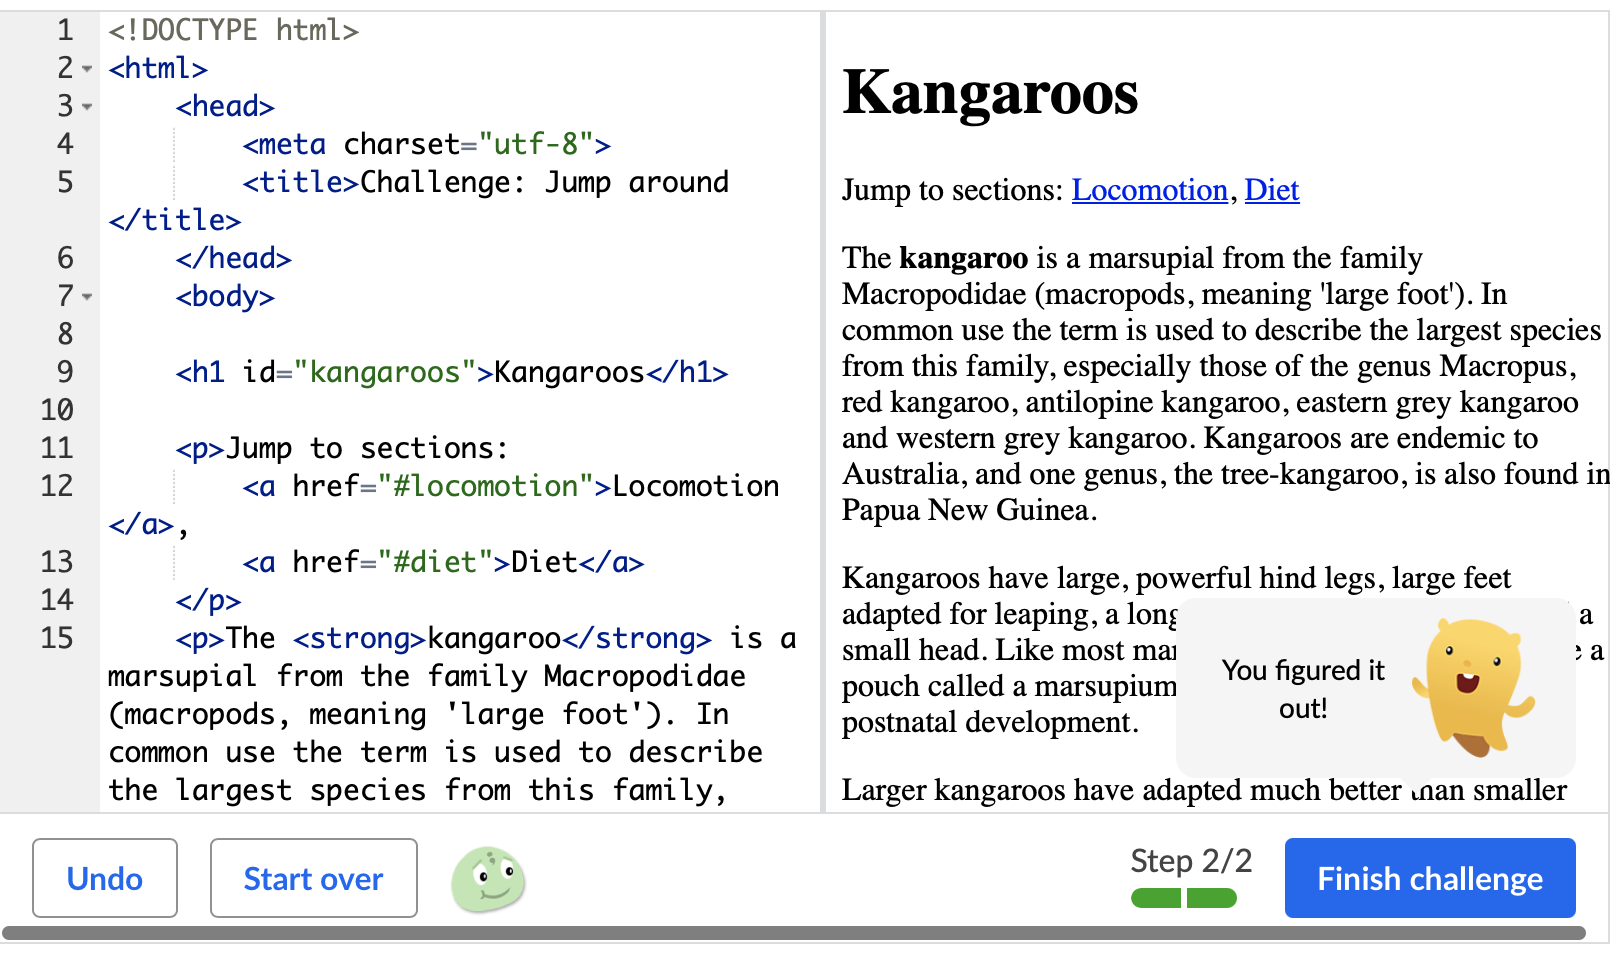 1 <!DOCTYPE html>
2 <html>
3 <head>
4 <meta charset="utf-8">
5 <title>Challenge: Jump around
</title>
6 </head>
7 <body>
8
9 <h1 id="kangaroos">Kangaroos</h1>
10
11 <p>Jump to sections:
12 <a href="#locomotion">Locomotion
</a>,
13 <a href="#diet">Diet</a>
14 </p>
15 <p>The <strong>kangaroo</strong> is a
marsupial from the family Macropodidae
(macropods, meaning 'large foot'). In
common use the term is used to describe
the largest species from this family,
Kangaroos
Jump to sections: Locomotion, Diet
The kangaroo is a marsupial from the family
Macropodidae (macropods, meaning 'large foot'). In
common use the term is used to describe the largest species
from this family, especially those of the genus Macropus,
red kangaroo, antilopine kangaroo, eastern grey kangaroo
and western grey kangaroo. Kangaroos are endemic to
Australia, and one genus, the tree-kangaroo, is also found in
Papua New Guinea.
Kangaroos have large, powerful hind legs, large feet
adapted for leaping, a long a
small head. Like most a
pouch called a marsupium
postnatal development.
Larger kangaroos have adapted much better than smaller
You figured it
out!
Undo
Start over
Step 2/2
Finish challenge